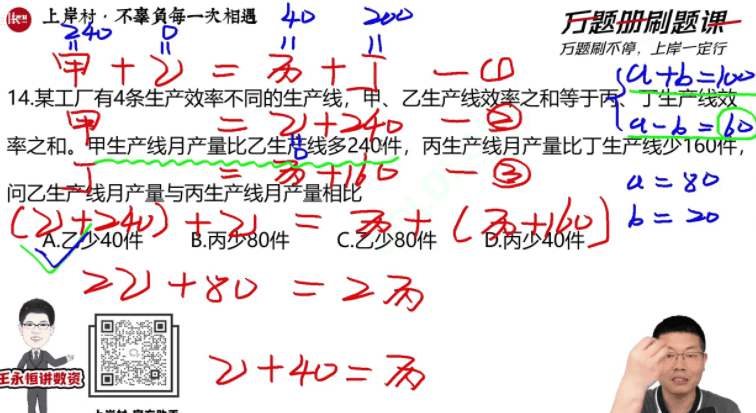 上岸村·不辜負每一次相遇
万题册刷题课
万题刷不停，上岸一定行
240 0 40 200
甲 + 乙 = 丙 + 丁 — ①
a+b=100
14.某工厂有4条生产效率不同的生产线，甲、乙生产线效率之和等于丙、丁生产线效
甲 = 乙+240 — ②
a-b=60
率之和。甲生产线月产量比乙生产线多240件，丙生产线月产量比丁生产线少160件，
丁 = 丙+160 — ③
a=80
问乙生产线月产量与丙生产线月产量相比
b=20
(乙+240)+乙 = 丙+(丙+160)
A.乙少40件 B.丙少80件 C.乙少80件 D.丙少40件
2乙+80 = 2丙
王永恒讲数资
乙+40=丙